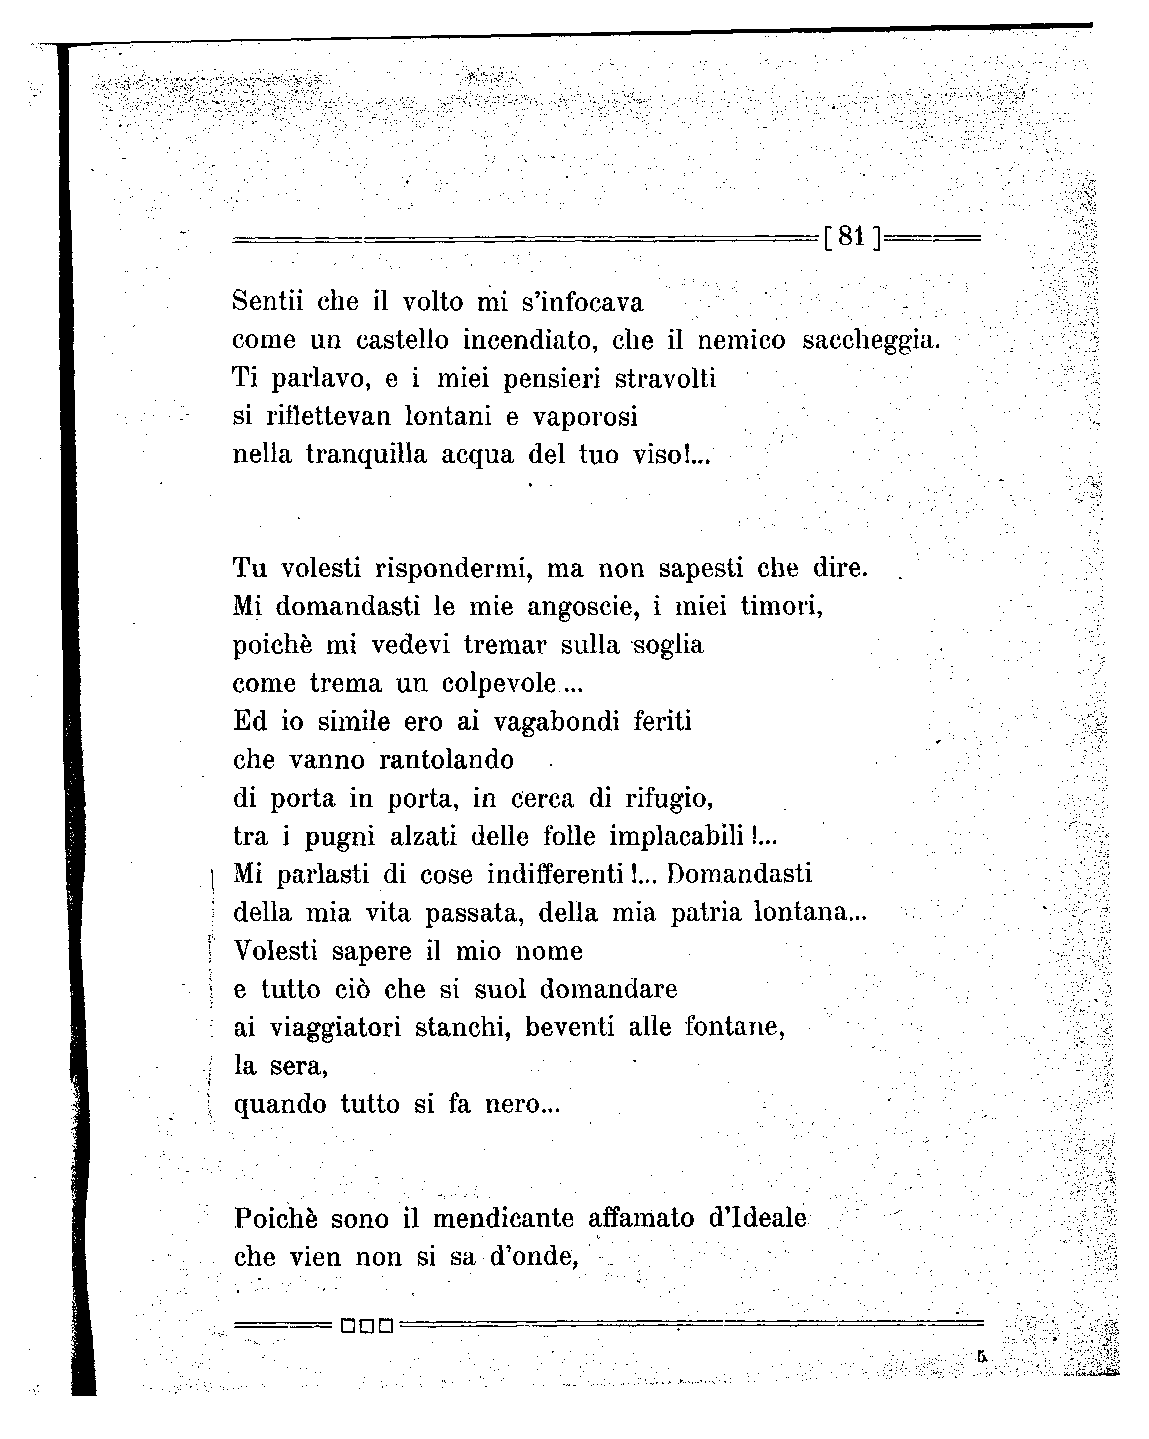 [ 81 ]
Sentii che il volto mi s'infocava
come un castello incendiato, che il nemico saccheggia.
Ti parlavo, e i miei pensieri stravolti
si riflettevan lontani e vaporosi
nella tranquilla acqua del tuo viso!...
Tu volesti rispondermi, ma non sapesti che dire.
Mi domandasti le mie angoscie, i miei timori,
poichè mi vedevi tremar sulla soglia
come trema un colpevole...
Ed io simile ero ai vagabondi feriti
che vanno rantolando
di porta in porta, in cerca di rifugio,
tra i pugni alzati delle folle implacabili!...
Mi parlasti di cose indifferenti!... Domandasti
della mia vita passata, della mia patria lontana...
Volesti sapere il mio nome
e tutto ciò che si suol domandare
ai viaggiatori stanchi, beventi alle fontane,
la sera,
quando tutto si fa nero...
Poichè sono il mendicante affamato d'Ideale
che vien non si sa d'onde,
5